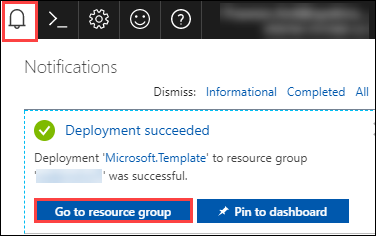 Notifications
Dismiss: Informational Completed All
Deployment succeeded
Deployment 'Microsoft.Template' to resource group
' ' was successful.
Go to resource group Pin to dashboard